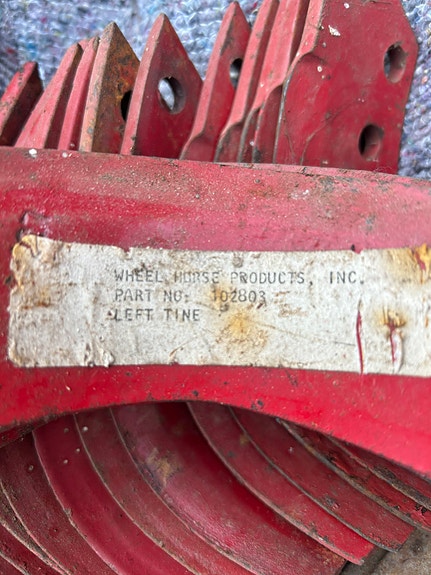 WHEEL HORSE PRODUCTS, INC.
PART NO: 102803
LEFT TINE